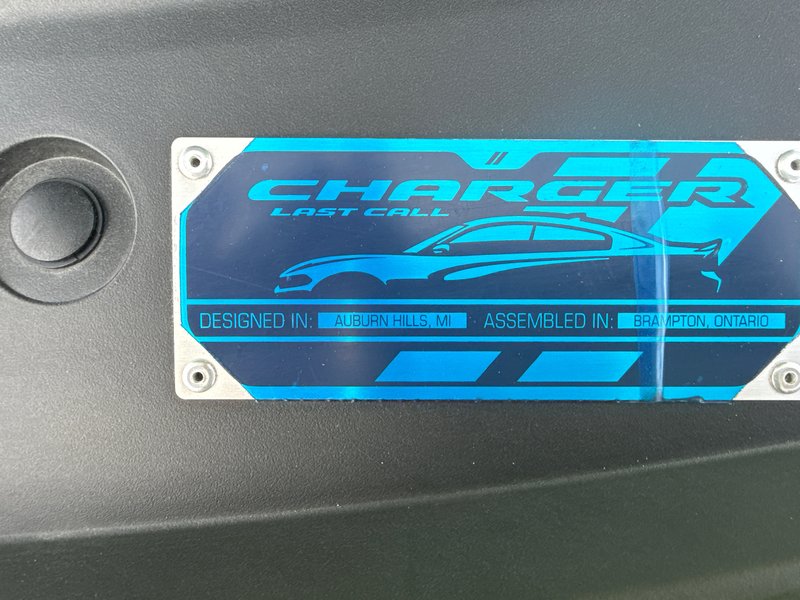 CHARGER
LAST CALL
DESIGNED IN: AUBURN HILLS, MI · ASSEMBLED IN: BRAMPTON, ONTARIO